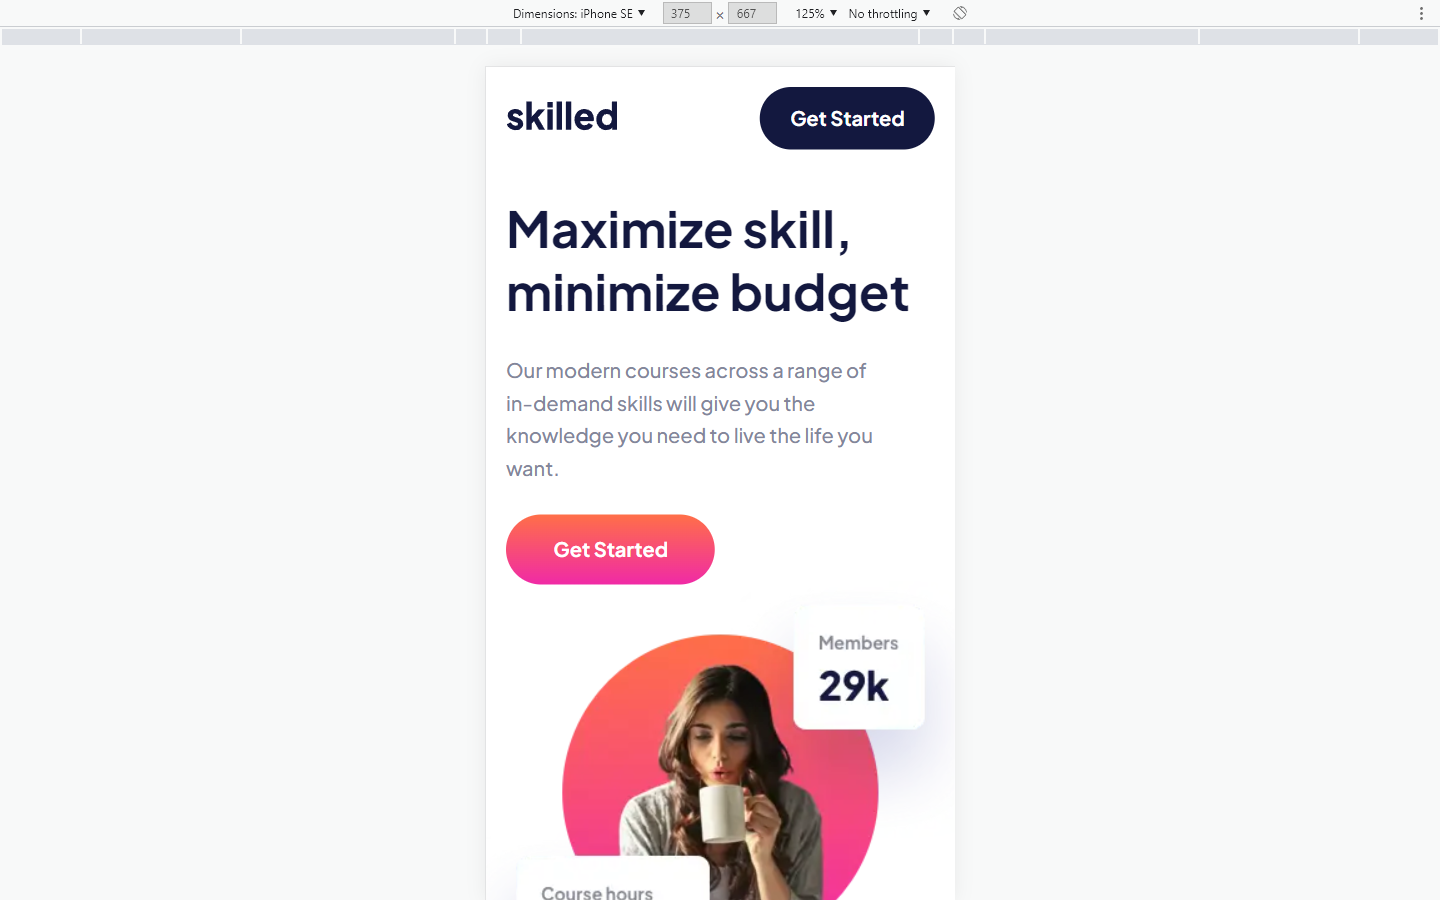 Dimensions: iPhone SE ▼ 375 × 667 125% ▼ No throttling ▼
skilled
Get Started
Maximize skill,
minimize budget
Our modern courses across a range of
in-demand skills will give you the
knowledge you need to live the life you
want.
Get Started
Members
29k
Course hours